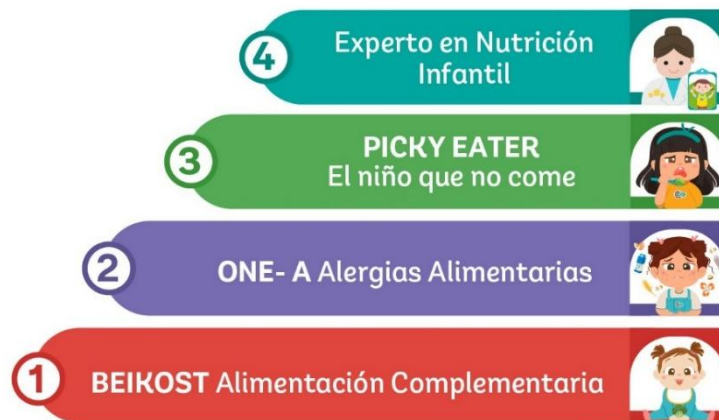 4
Experto en Nutrición
Infantil
3
PICKY EATER
El niño que no come
2
ONE- A Alergias Alimentarias
1
BEIKOST Alimentación Complementaria